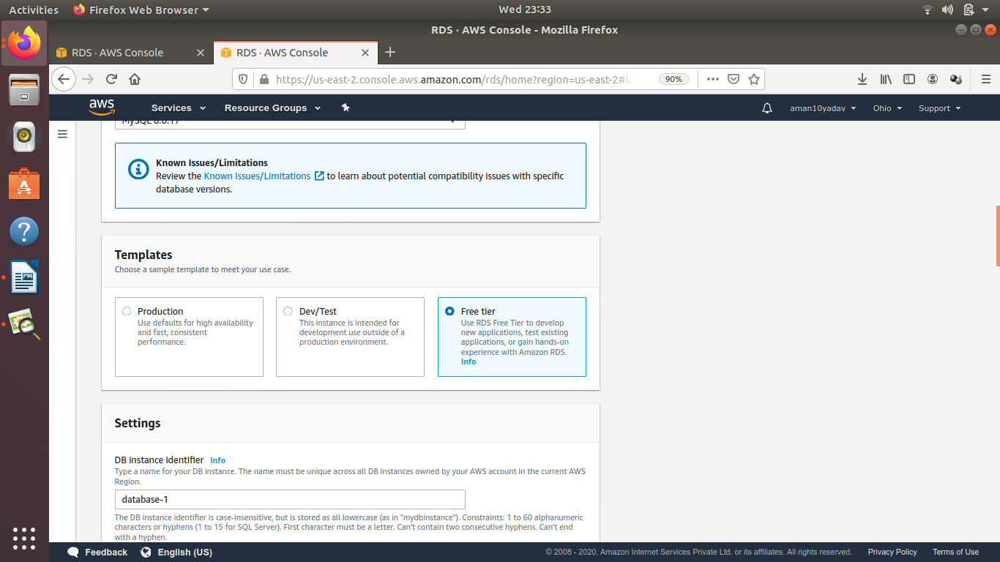 Activities
Firefox Web Browser
Wed 23:33
RDS · AWS Console - Mozilla Firefox
RDS · AWS Console
RDS · AWS Console
https://us-east-2.console.aws.amazon.com/rds/home?region=us-east-2#la
90%
aws
Services
Resource Groups
aman10yadav
Ohio
Support
MySQL 8.0.17
Known Issues/Limitations
Review the Known Issues/Limitations to learn about potential compatibility issues with specific
database versions.
Templates
Choose a sample template to meet your use case.
Production
Use defaults for high availability
and fast, consistent
performance.
Dev/Test
This instance is intended for
development use outside of a
production environment.
Free tier
Use RDS Free Tier to develop
new applications, test existing
applications, or gain hands-on
experience with Amazon RDS.
Info
Settings
DB instance identifier Info
Type a name for your DB instance. The name must be unique across all DB instances owned by your AWS account in the current AWS
Region.
database-1
The DB instance identifier is case-insensitive, but is stored as all lowercase (as in "mydbinstance"). Constraints: 1 to 60 alphanumeric
characters or hyphens (1 to 15 for SQL Server). First character must be a letter. Can't contain two consecutive hyphens. Can't end
with a hyphen.
Feedback
English (US)
© 2008 - 2020, Amazon Internet Services Private Ltd. or its affiliates. All rights reserved.
Privacy Policy
Terms of Use